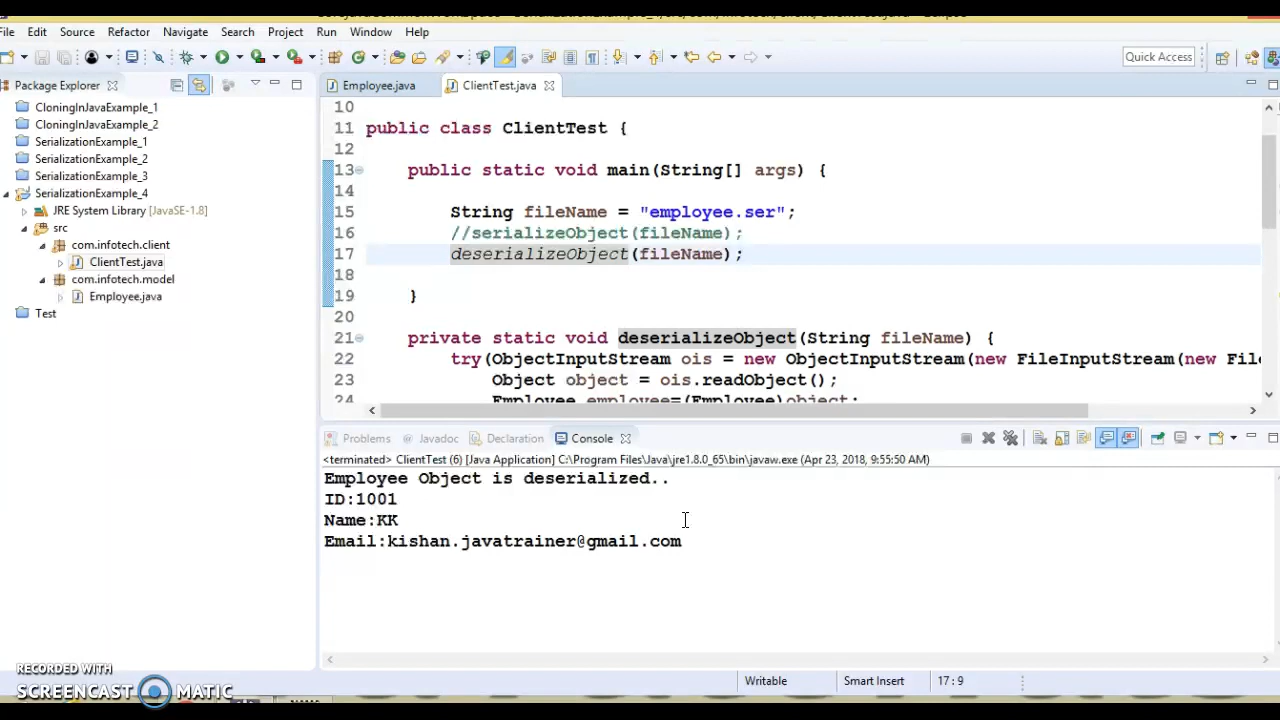 File Edit Source Refactor Navigate Search Project Run Window Help
Quick Access
Package Explorer
Employee.java ClientTest.java
CloningInJavaExample_1
CloningInJavaExample_2
SerializationExample_1
SerializationExample_2
SerializationExample_3
SerializationExample_4
JRE System Library [JavaSE-1.8]
src
com.infotech.client
ClientTest.java
com.infotech.model
Employee.java
Test
10
11 public class ClientTest {
12
13 public static void main(String[] args) {
14
15 String fileName = "employee.ser";
16 //serializeObject(fileName);
17 deserializeObject(fileName);
18
19 }
20
21 private static void deserializeObject(String fileName) {
22 try(ObjectInputStream ois = new ObjectInputStream(new FileInputStream(new Fil
23 Object object = ois.readObject();
24 Employee employee=(Employee)object;
Problems Javadoc Declaration Console
<terminated> ClientTest (6) [Java Application] C:\Program Files\Java\jre1.8.0_65\bin\javaw.exe (Apr 23, 2018, 9:55:50 AM)
Employee Object is deserialized..
ID:1001
Name:KK
Email:kishan.javatrainer@gmail.com
Writable Smart Insert 17 : 9
RECORDED WITH
SCREENCAST MATIC